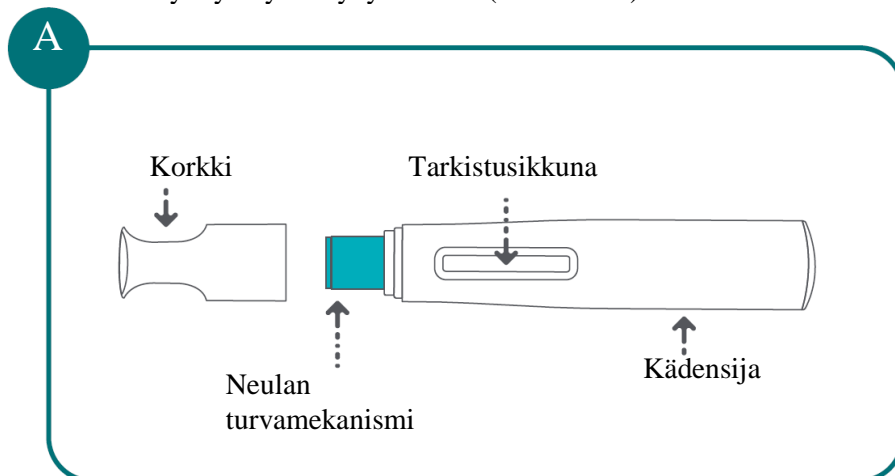 A
Korkki
Tarkistusikkuna
Neulan
turvamekanismi
Kädensija